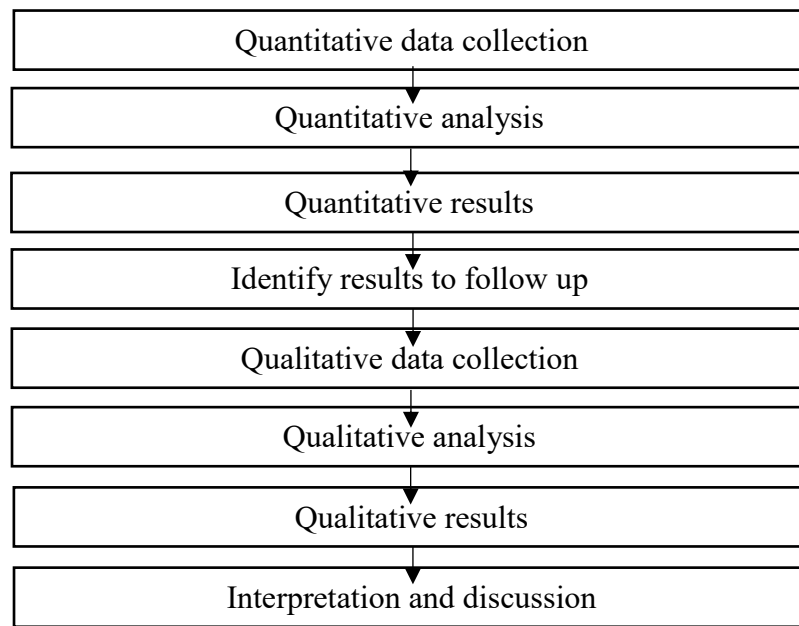 Quantitative data collection
Quantitative analysis
Quantitative results
Identify results to follow up
Qualitative data collection
Qualitative analysis
Qualitative results
Interpretation and discussion